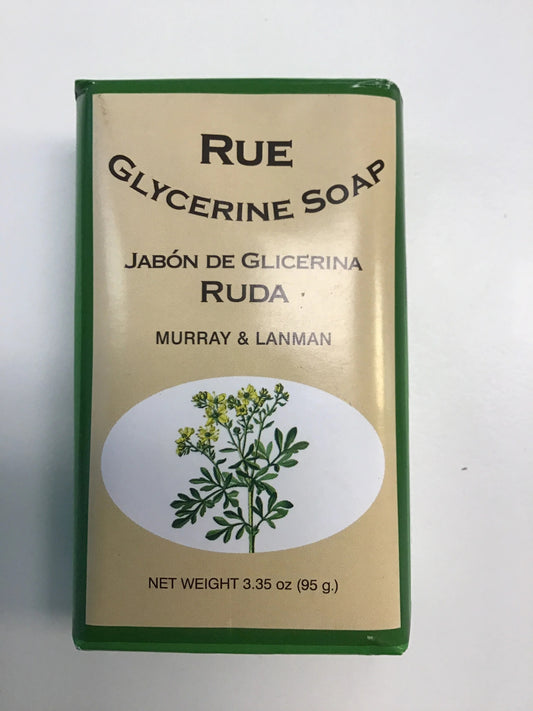 RUE
GLYCERINE SOAP
JABÓN DE GLICERINA
RUDA
MURRAY & LANMAN
NET WEIGHT 3.35 oz (95 g.)